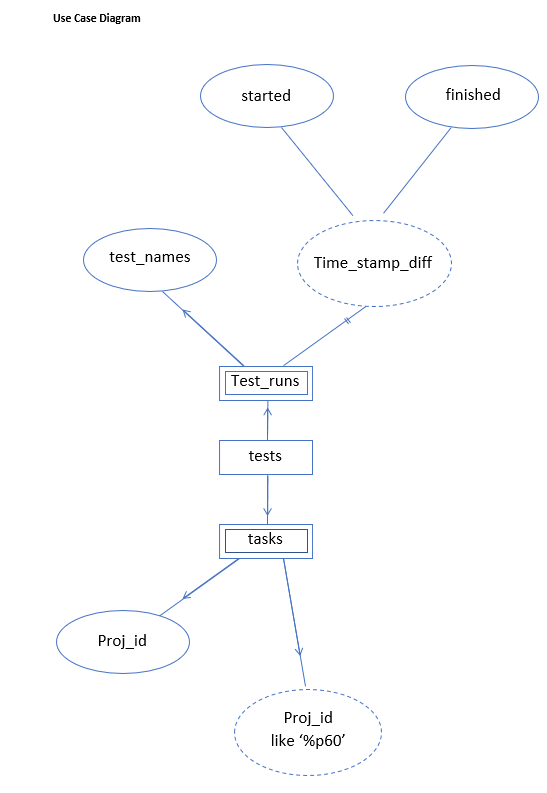 Use Case Diagram
started
finished
test_names
Time_stamp_diff
Test_runs
tests
tasks
Proj_id
Proj_id
like ‘%p60’